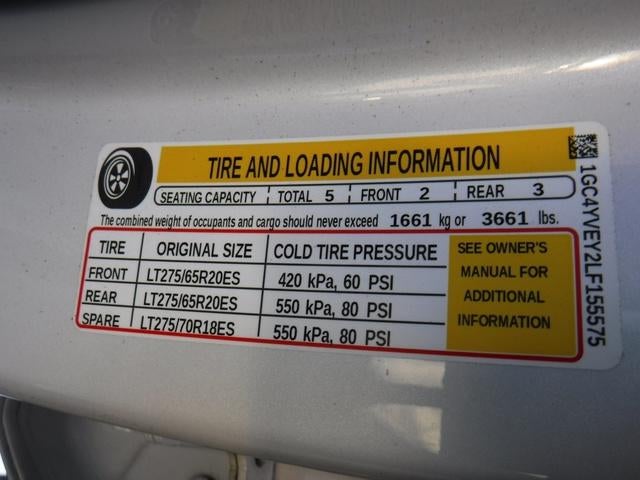 TIRE AND LOADING INFORMATION
SEATING CAPACITY TOTAL 5 FRONT 2 REAR 3
The combined weight of occupants and cargo should never exceed 1661 kg or 3661 lbs.
TIRE ORIGINAL SIZE COLD TIRE PRESSURE
FRONT LT275/65R20ES 420 kPa, 60 PSI
REAR LT275/65R20ES 550 kPa, 80 PSI
SPARE LT275/70R18ES 550 kPa, 80 PSI
SEE OWNER'S
MANUAL FOR
ADDITIONAL
INFORMATION
1GC4YVEY2LF155575